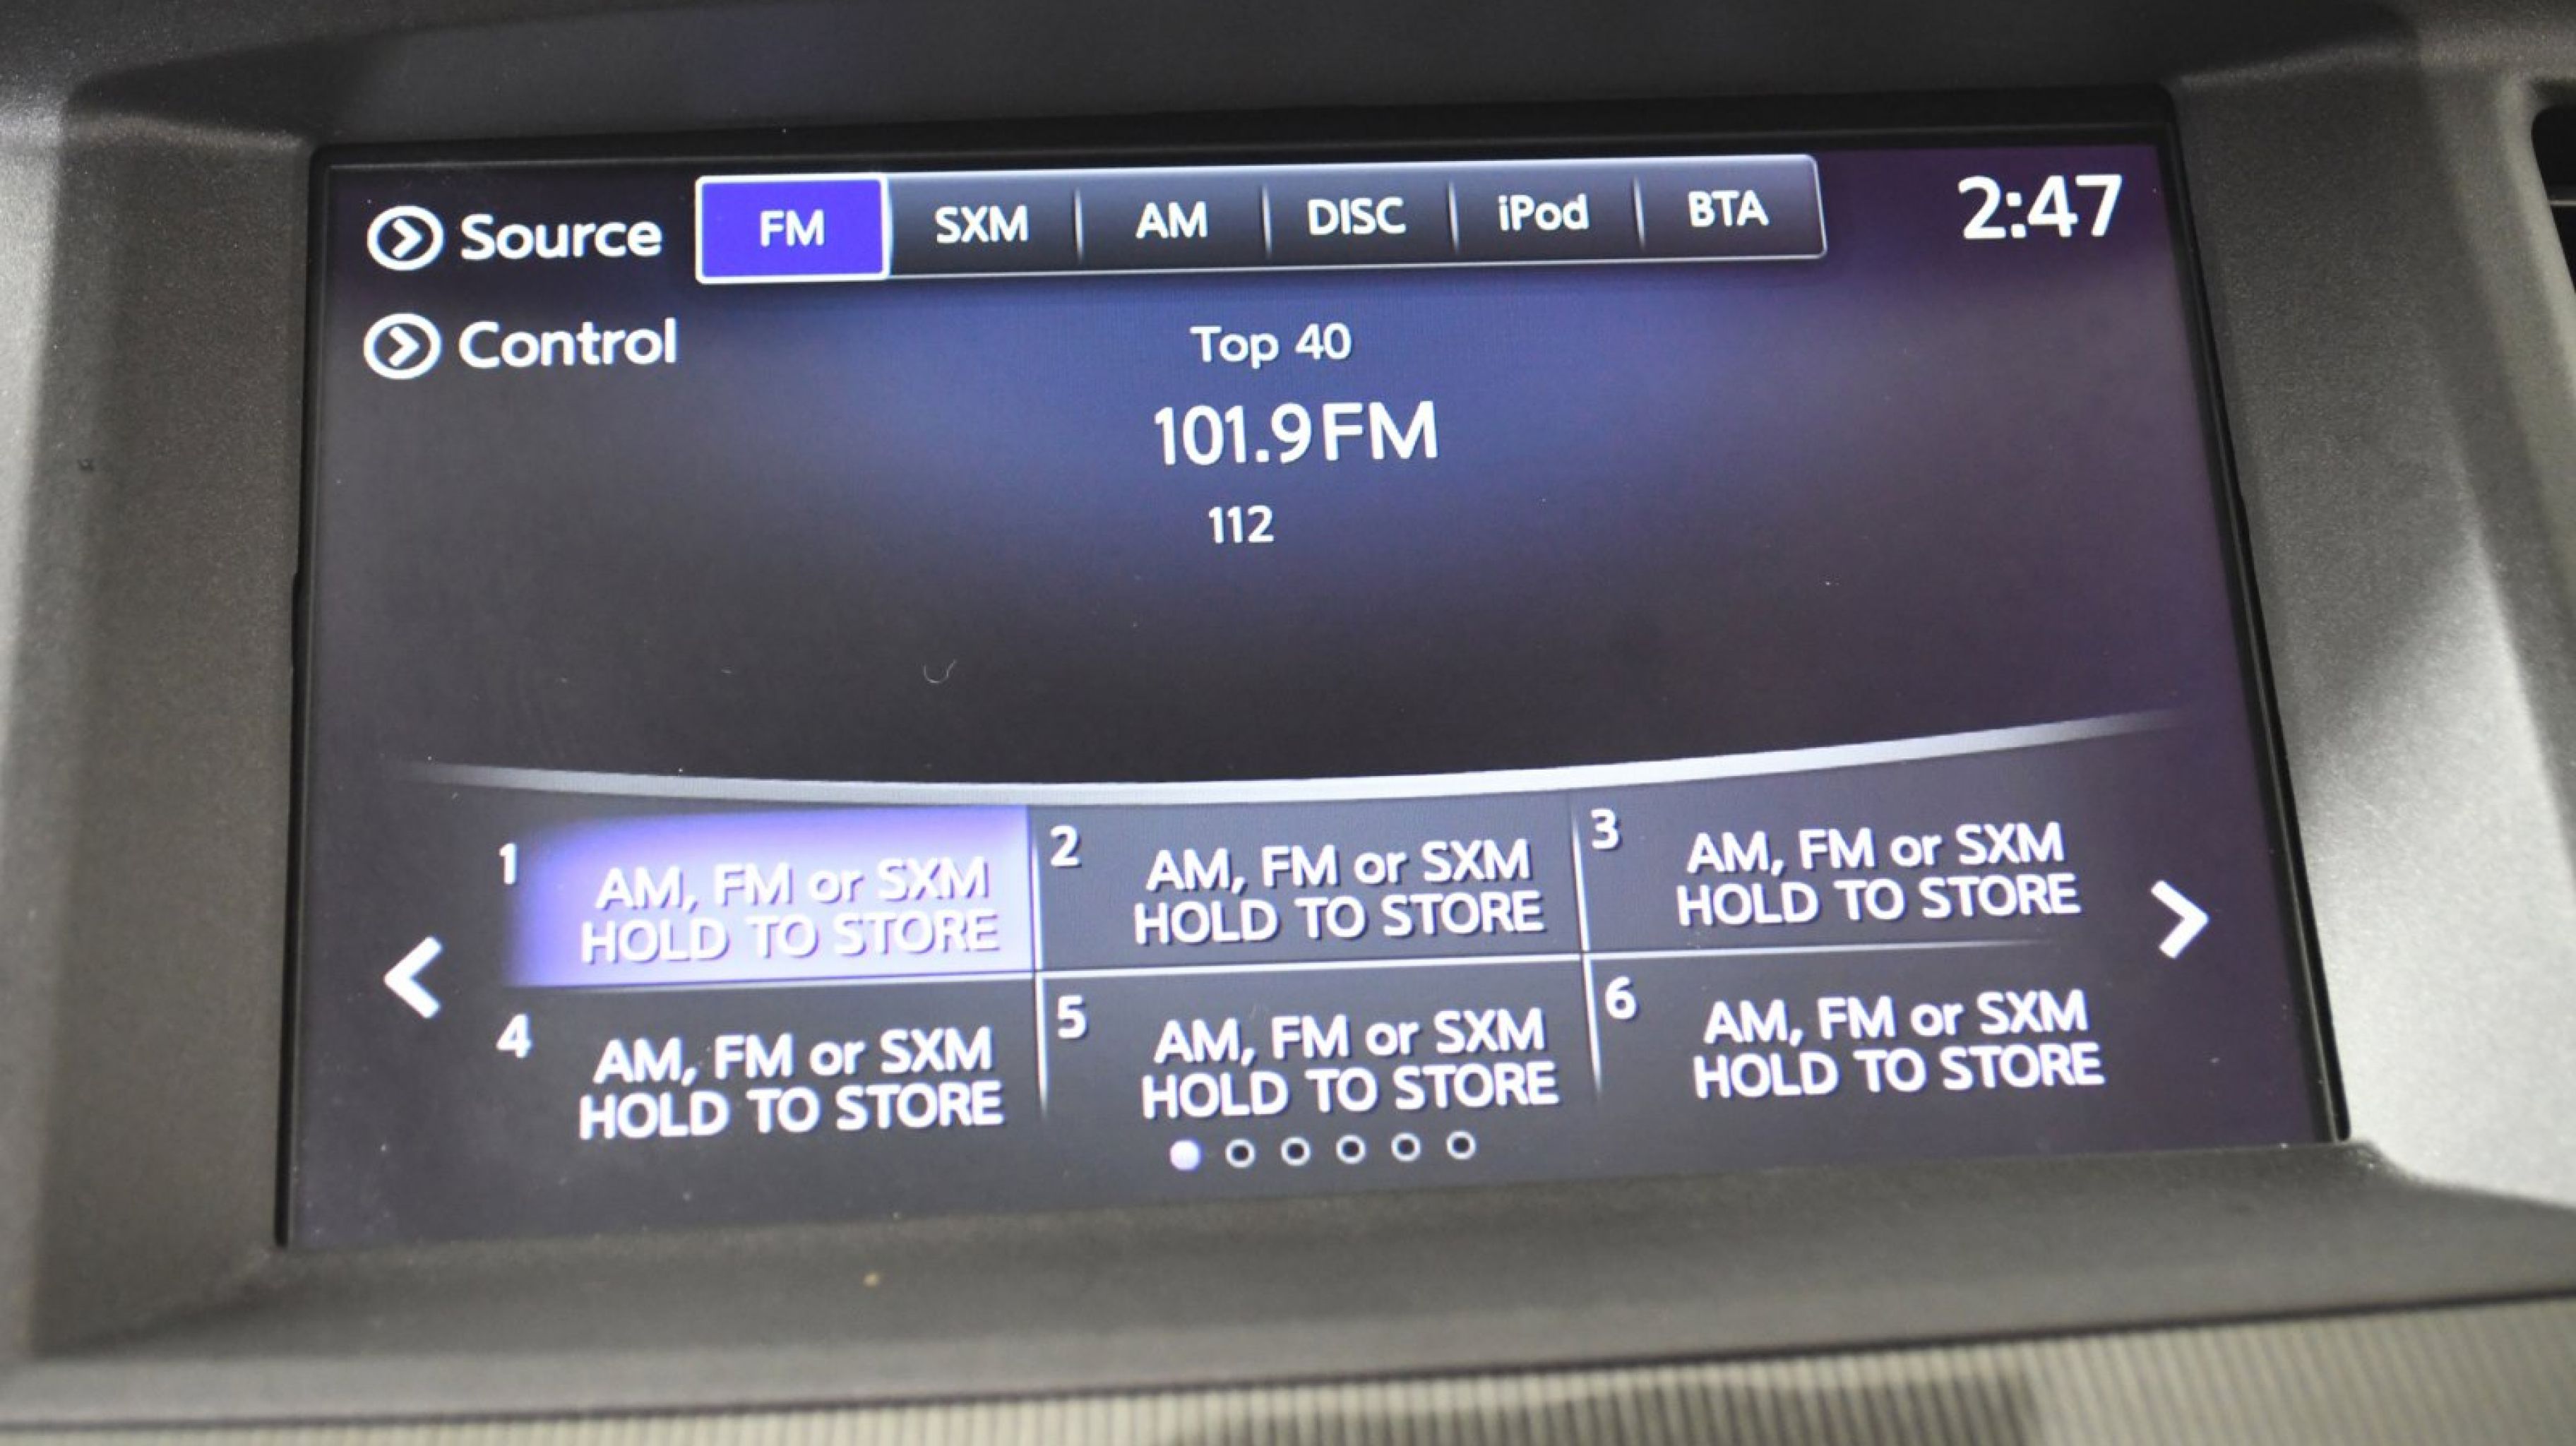 Source
FM
SXM
AM
DISC
iPod
BTA
2:47
Control
Top 40
101.9FM
112
1
AM, FM or SXM
HOLD TO STORE
2
AM, FM or SXM
HOLD TO STORE
3
AM, FM or SXM
HOLD TO STORE
4
AM, FM or SXM
HOLD TO STORE
5
AM, FM or SXM
HOLD TO STORE
6
AM, FM or SXM
HOLD TO STORE